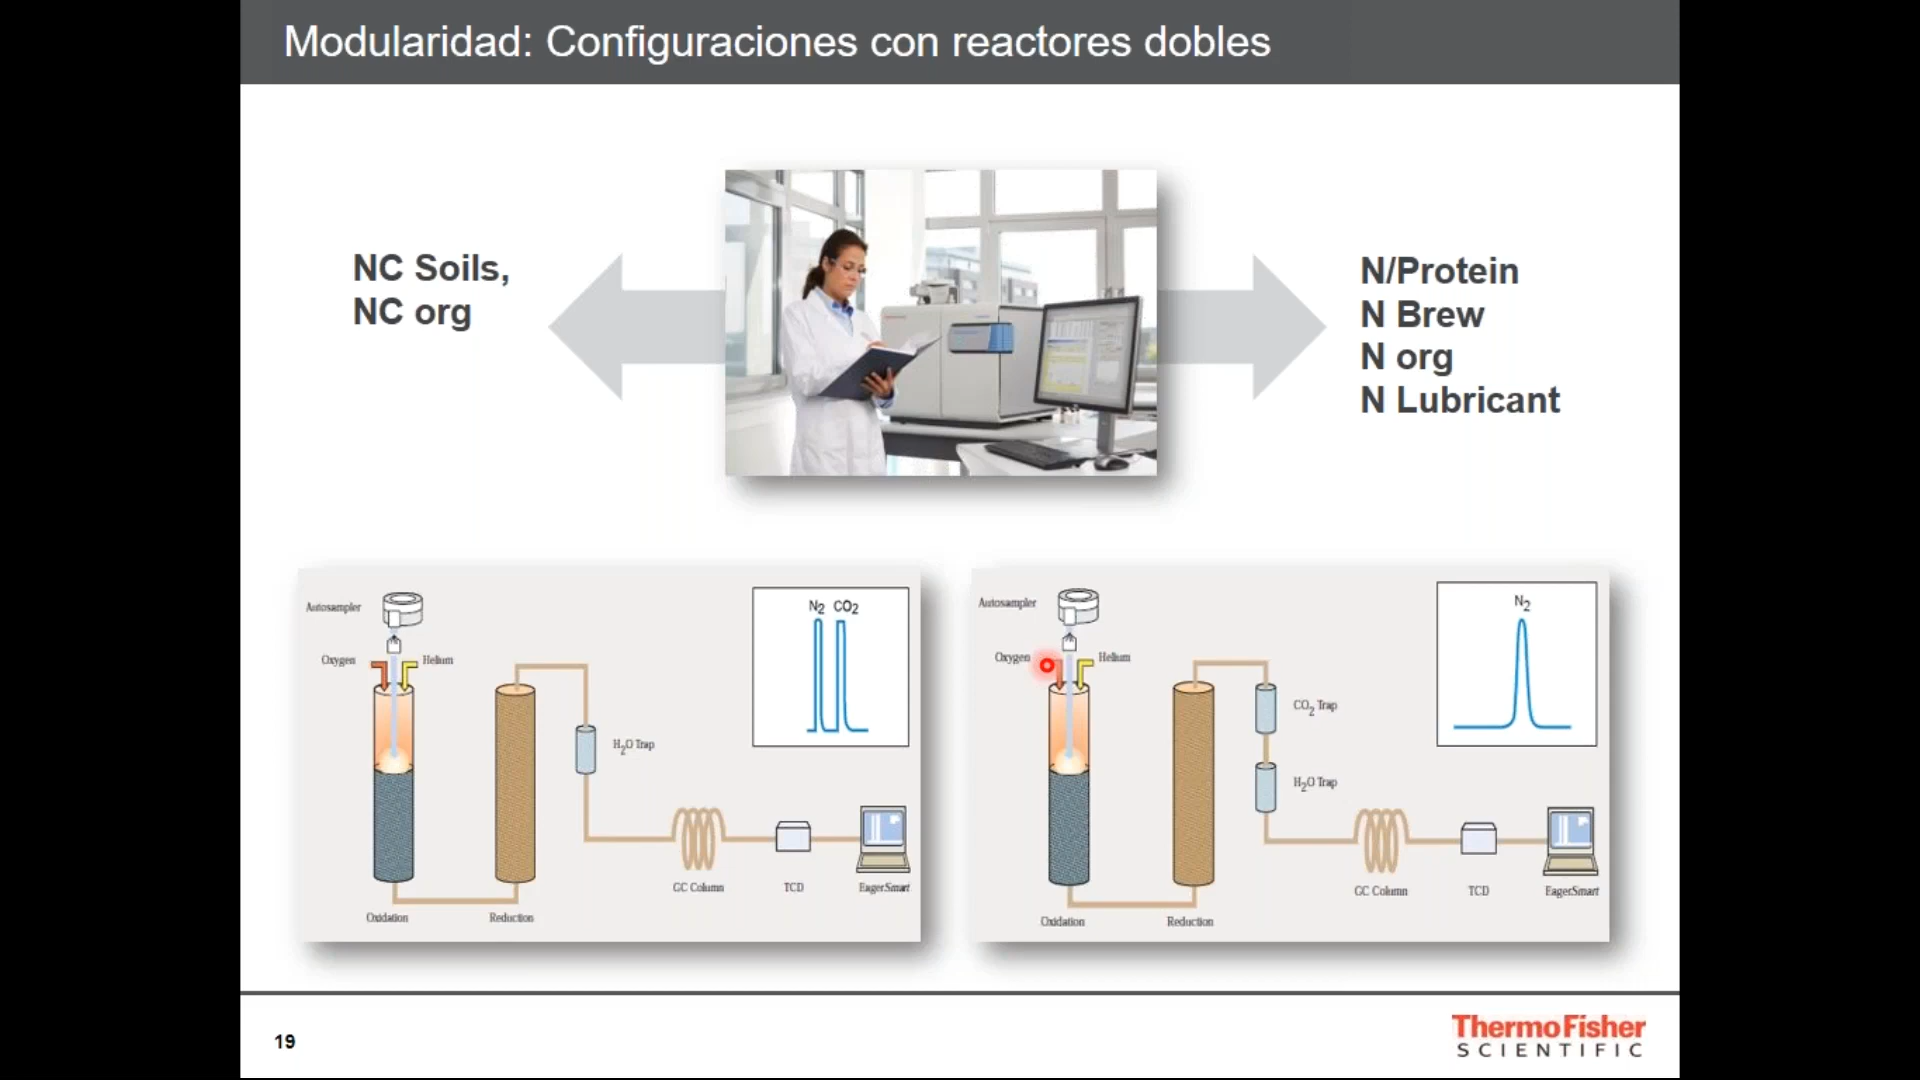 Modularidad: Configuraciones con reactores dobles
NC Soils,
NC org
N/Protein
N Brew
N org
N Lubricant
Autosampler
Oxygen
Helium
N2 CO2
H2O Trap
GC Column
TCD
EagerSmart
Oxidation
Reduction
Autosampler
Oxygen
Helium
N2
CO2 Trap
H2O Trap
GC Column
TCD
EagerSmart
Oxidation
Reduction
19
ThermoFisher
SCIENTIFIC